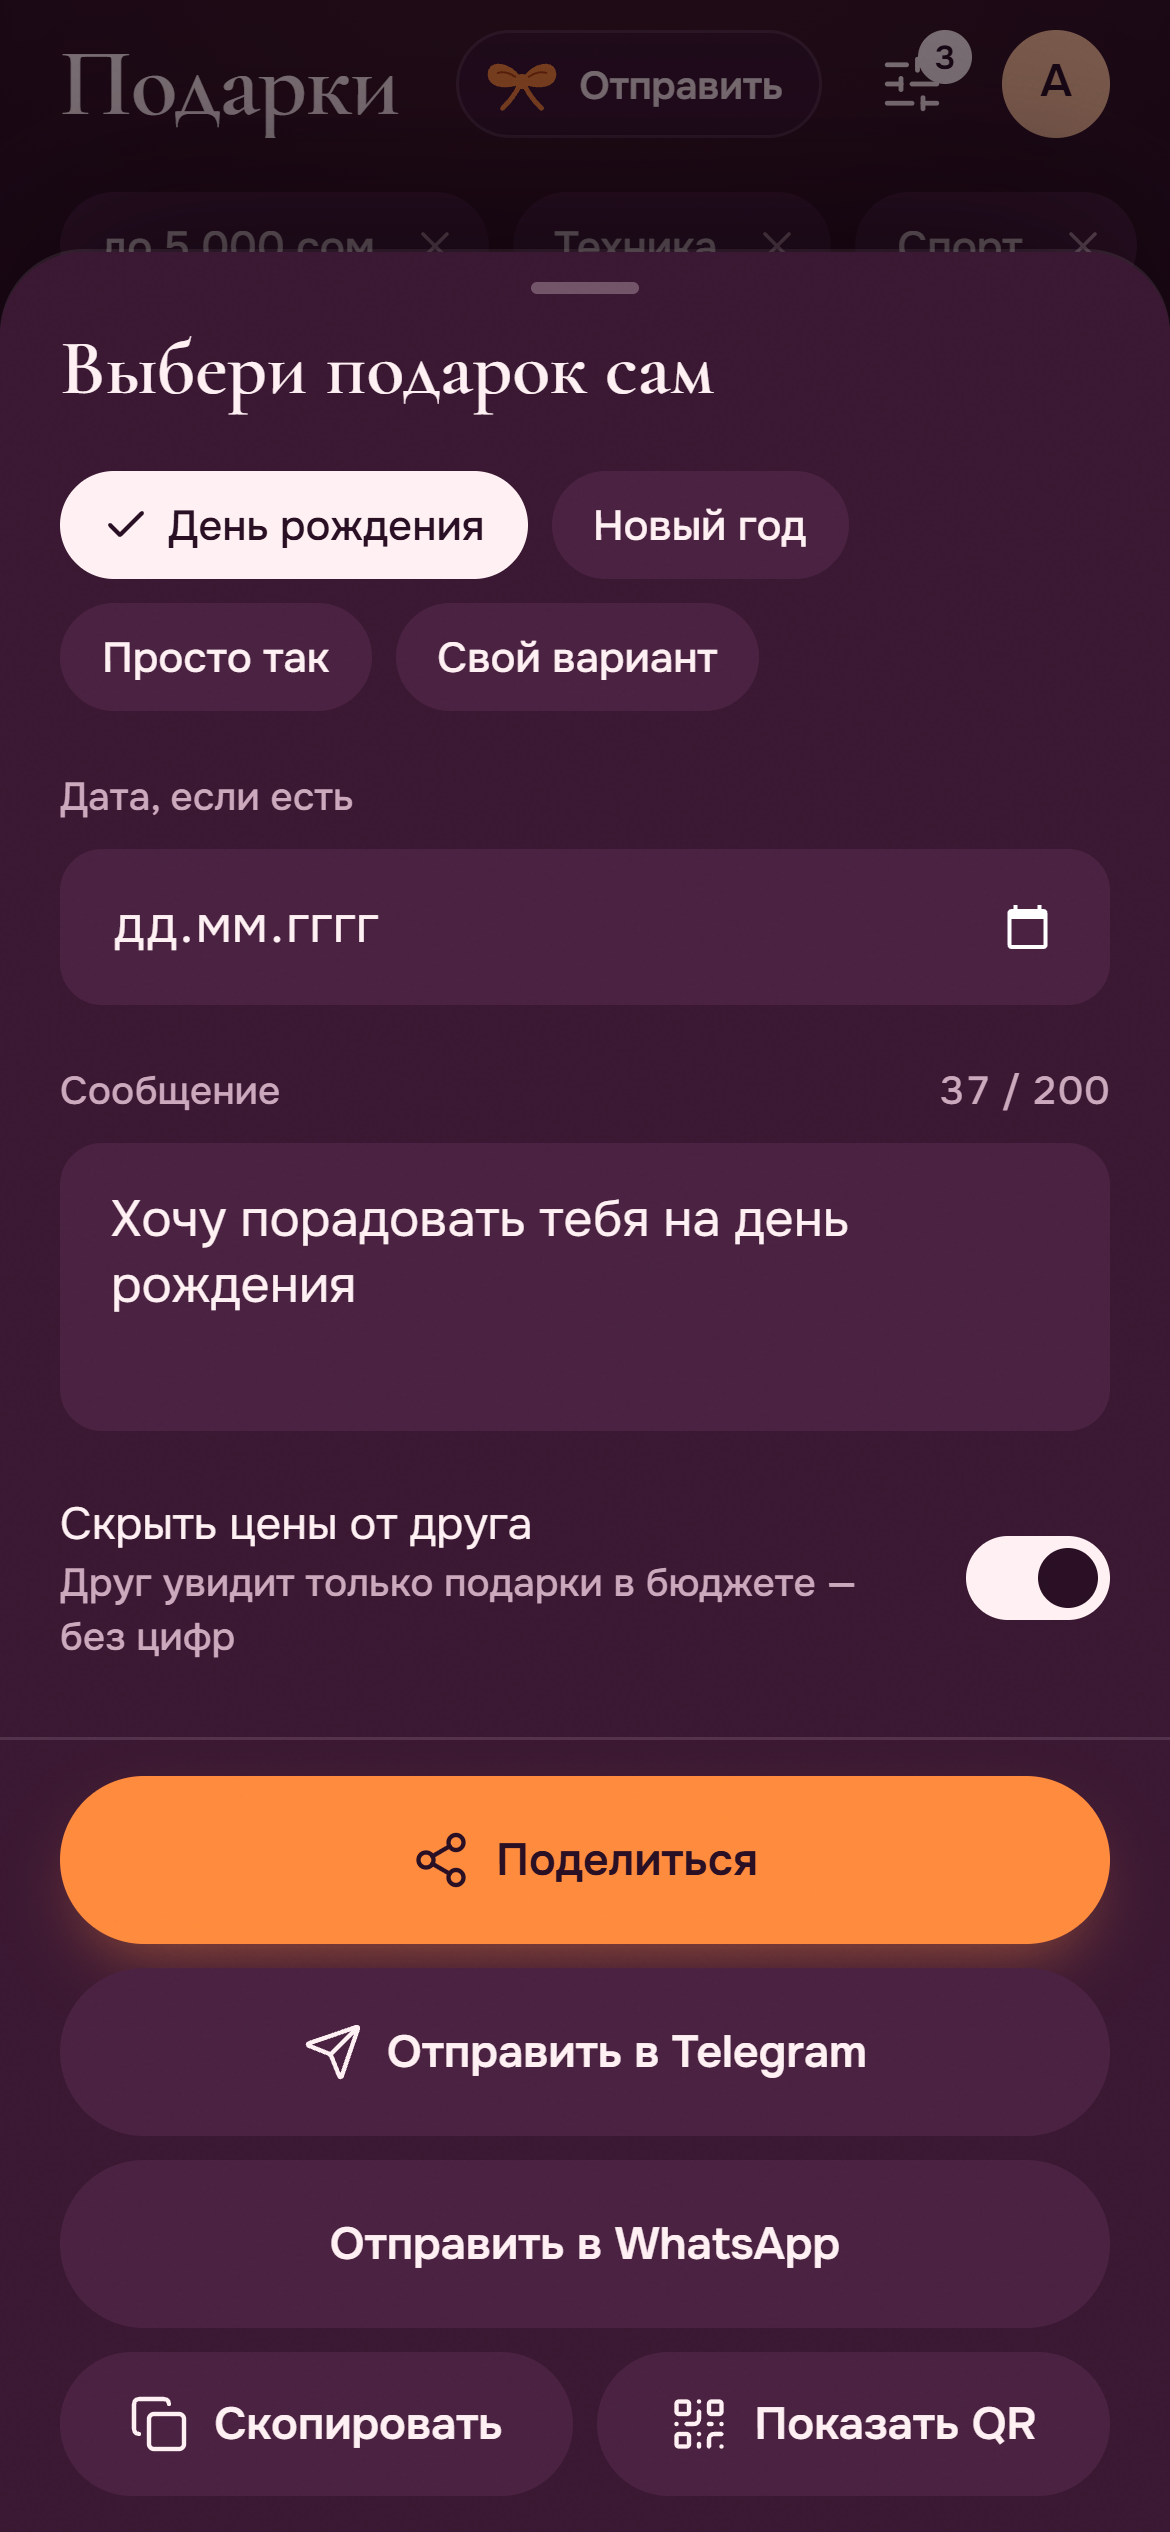 Подарки
Отправить
3
A
до 5 000 сом
Техника
Спорт
Выбери подарок сам
День рождения
Новый год
Просто так
Свой вариант
Дата, если есть
дд.мм.гггг
Сообщение
37 / 200
Хочу порадовать тебя на день
рождения
Скрыть цены от друга
Друг увидит только подарки в бюджете —
без цифр
Поделиться
Отправить в Telegram
Отправить в WhatsApp
Скопировать
Показать QR